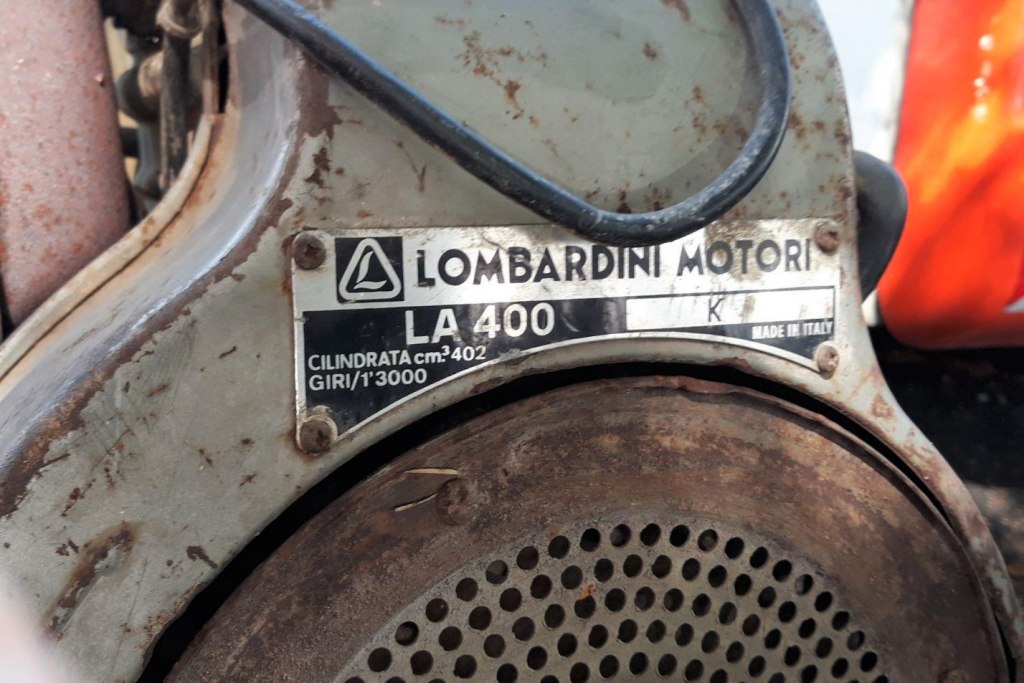 L LOMBARDINI MOTORI
LA 400 K
MADE IN ITALY
CILINDRATA cm.³ 402
GIRI/1' 3000